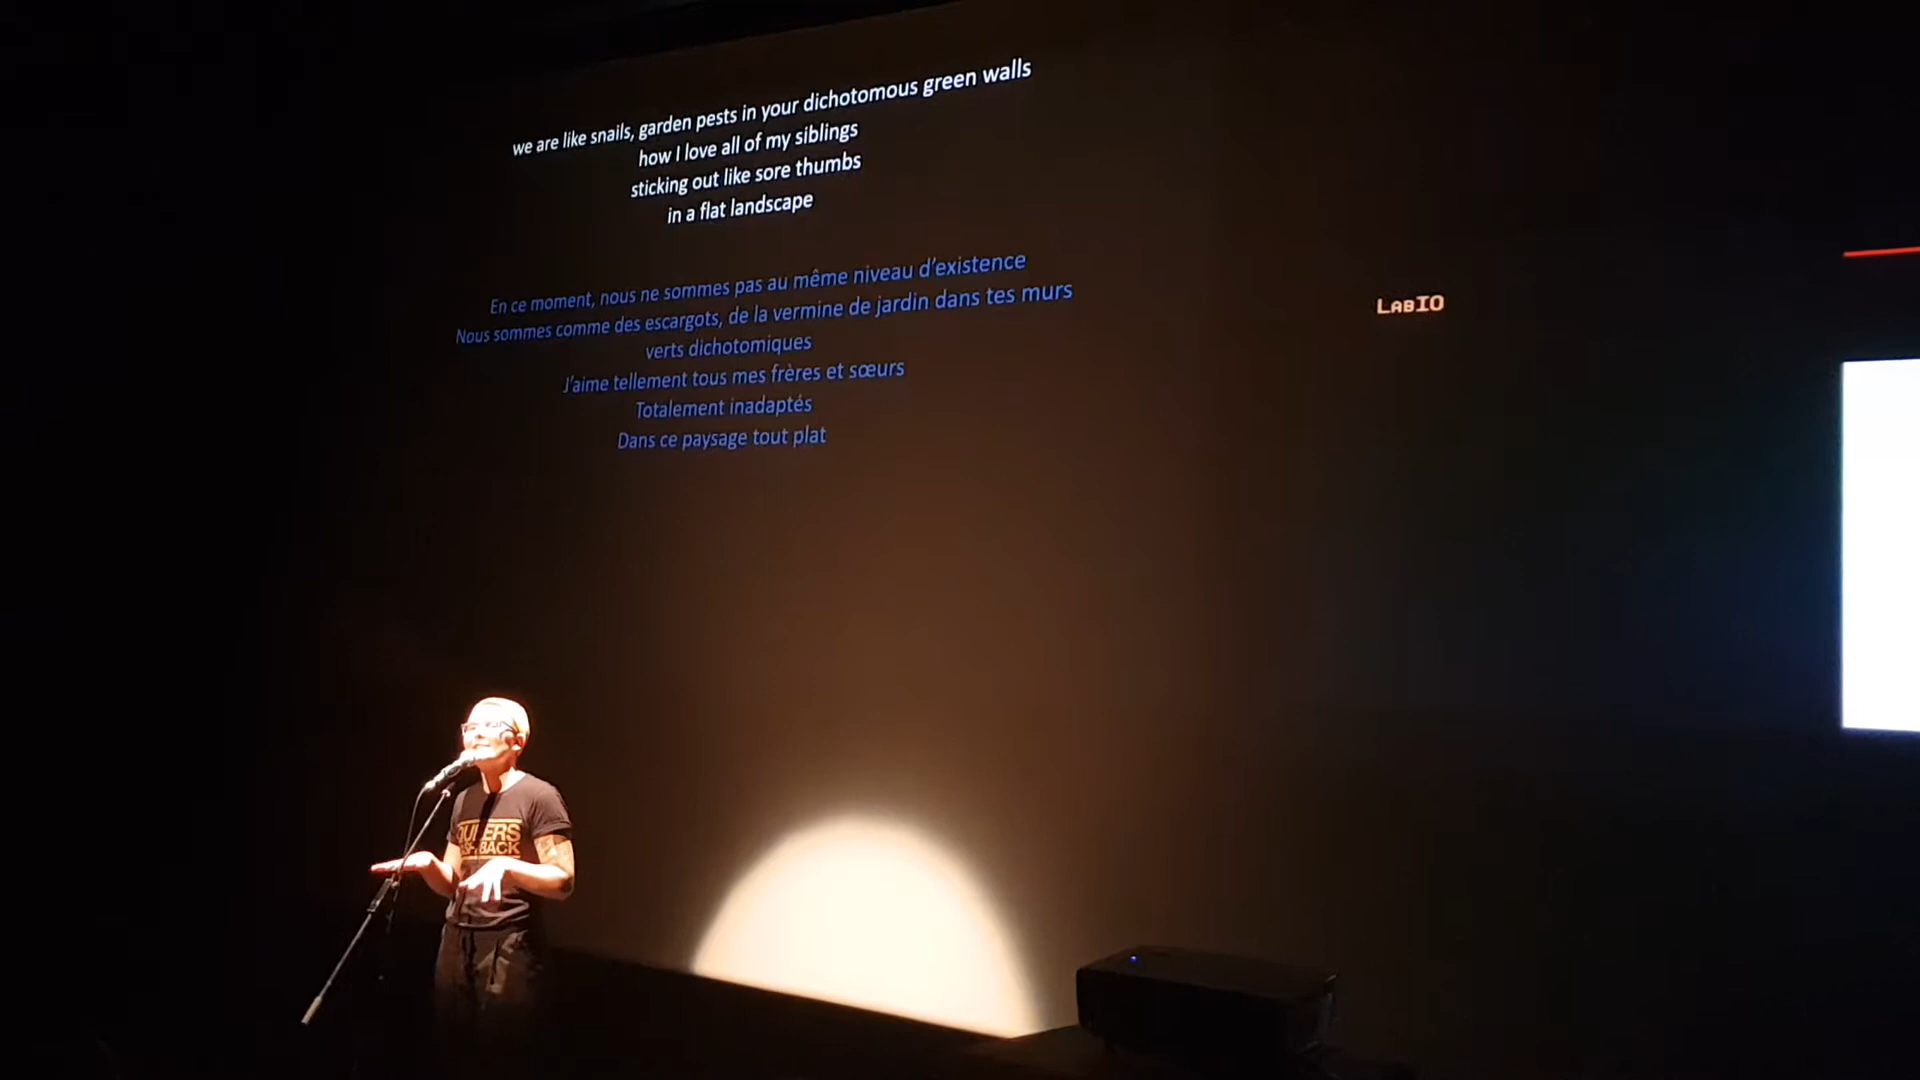 we are like snails, garden pests in your dichotomous green walls
how I love all of my siblings
sticking out like sore thumbs
in a flat landscape
En ce moment, nous ne sommes pas au même niveau d'existence
Nous sommes comme des escargots, de la vermine de jardin dans tes murs
verts dichotomiques
J'aime tellement tous mes frères et sœurs
Totalement inadaptés
Dans ce paysage tout plat
LABIO
QUEERS
BACK